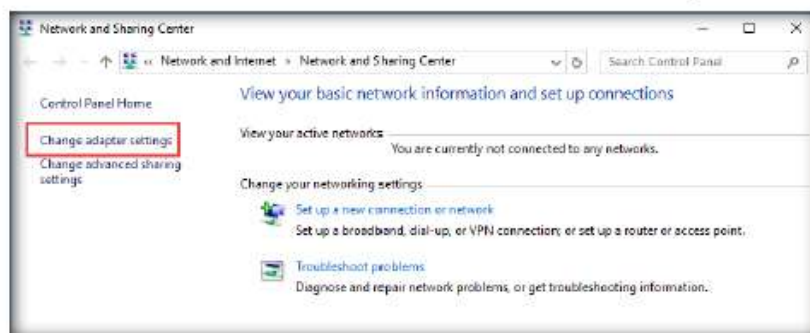 Network and Sharing Center
« Network and Internet > Network and Sharing Center
Search Control Panel
Control Panel Home
View your basic network information and set up connections
Change adapter settings
View your active networks
You are currently not connected to any networks.
Change advanced sharing
settings
Change your networking settings
Set up a new connection or network
Set up a broadband, dial-up, or VPN connection; or set up a router or access point.
Troubleshoot problems
Diagnose and repair network problems, or get troubleshooting information.